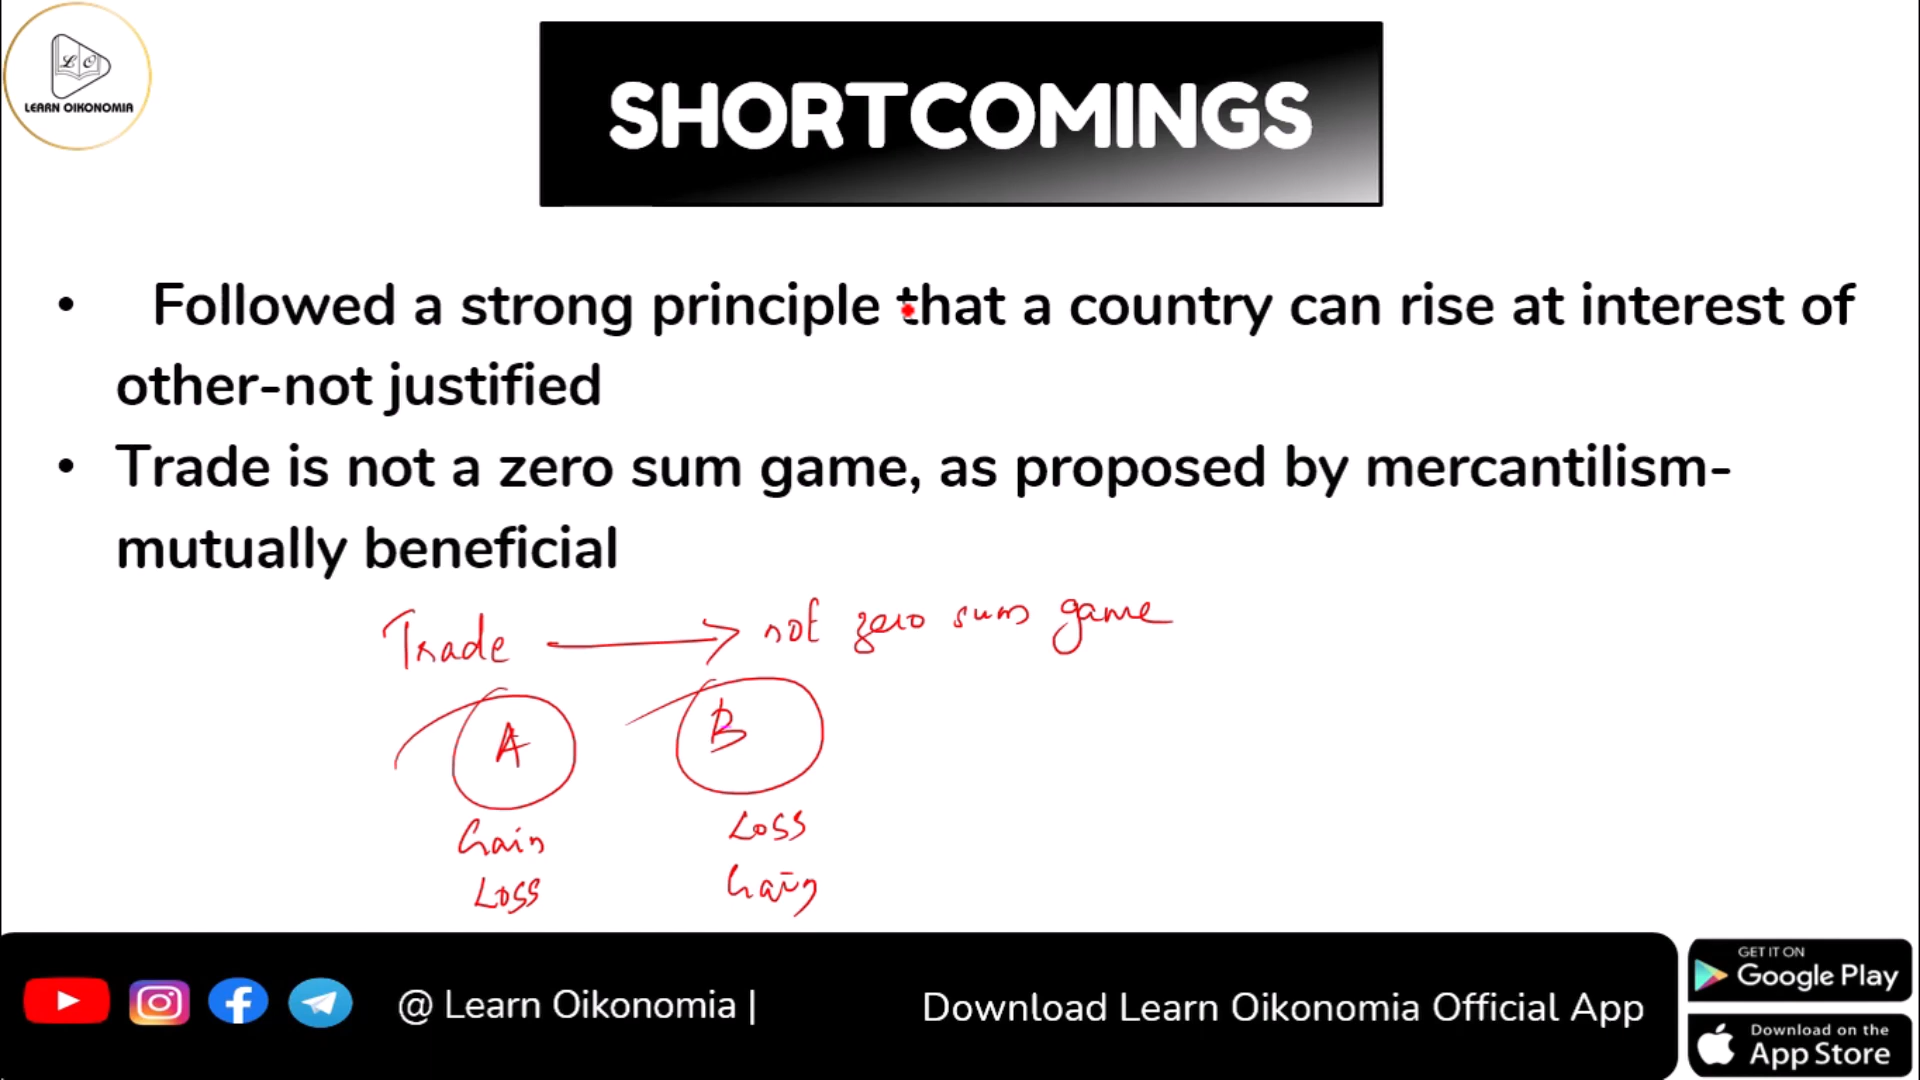 LO
LEARN OIKONOMIA
SHORTCOMINGS
• Followed a strong principle that a country can rise at interest of
other-not justified
• Trade is not a zero sum game, as proposed by mercantilism-
mutually beneficial
Trade → not zero sum game
A B
Gain Loss
Loss Gain
@ Learn Oikonomia | Download Learn Oikonomia Official App
GET IT ON
Google Play
Download on the
App Store